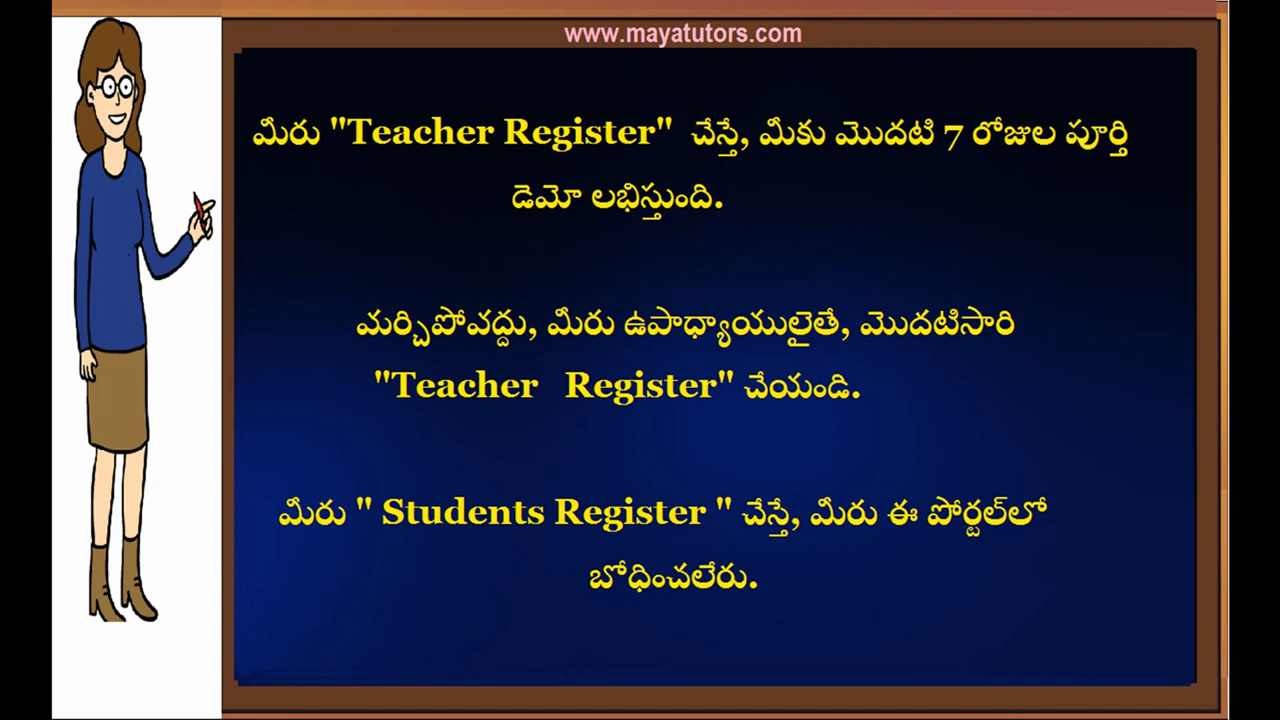 www.mayatutors.com
మీరు "Teacher Register" చేస్తే, మీకు మొదటి 7 రోజుల పూర్తి
డెమో లభిస్తుంది.
మర్చిపోవద్దు, మీరు ఉపాధ్యాయులైతే, మొదటిసారి
"Teacher Register" చేయండి.
మీరు " Students Register " చేస్తే, మీరు ఈ పోర్టల్‌లో
బోధించలేరు.